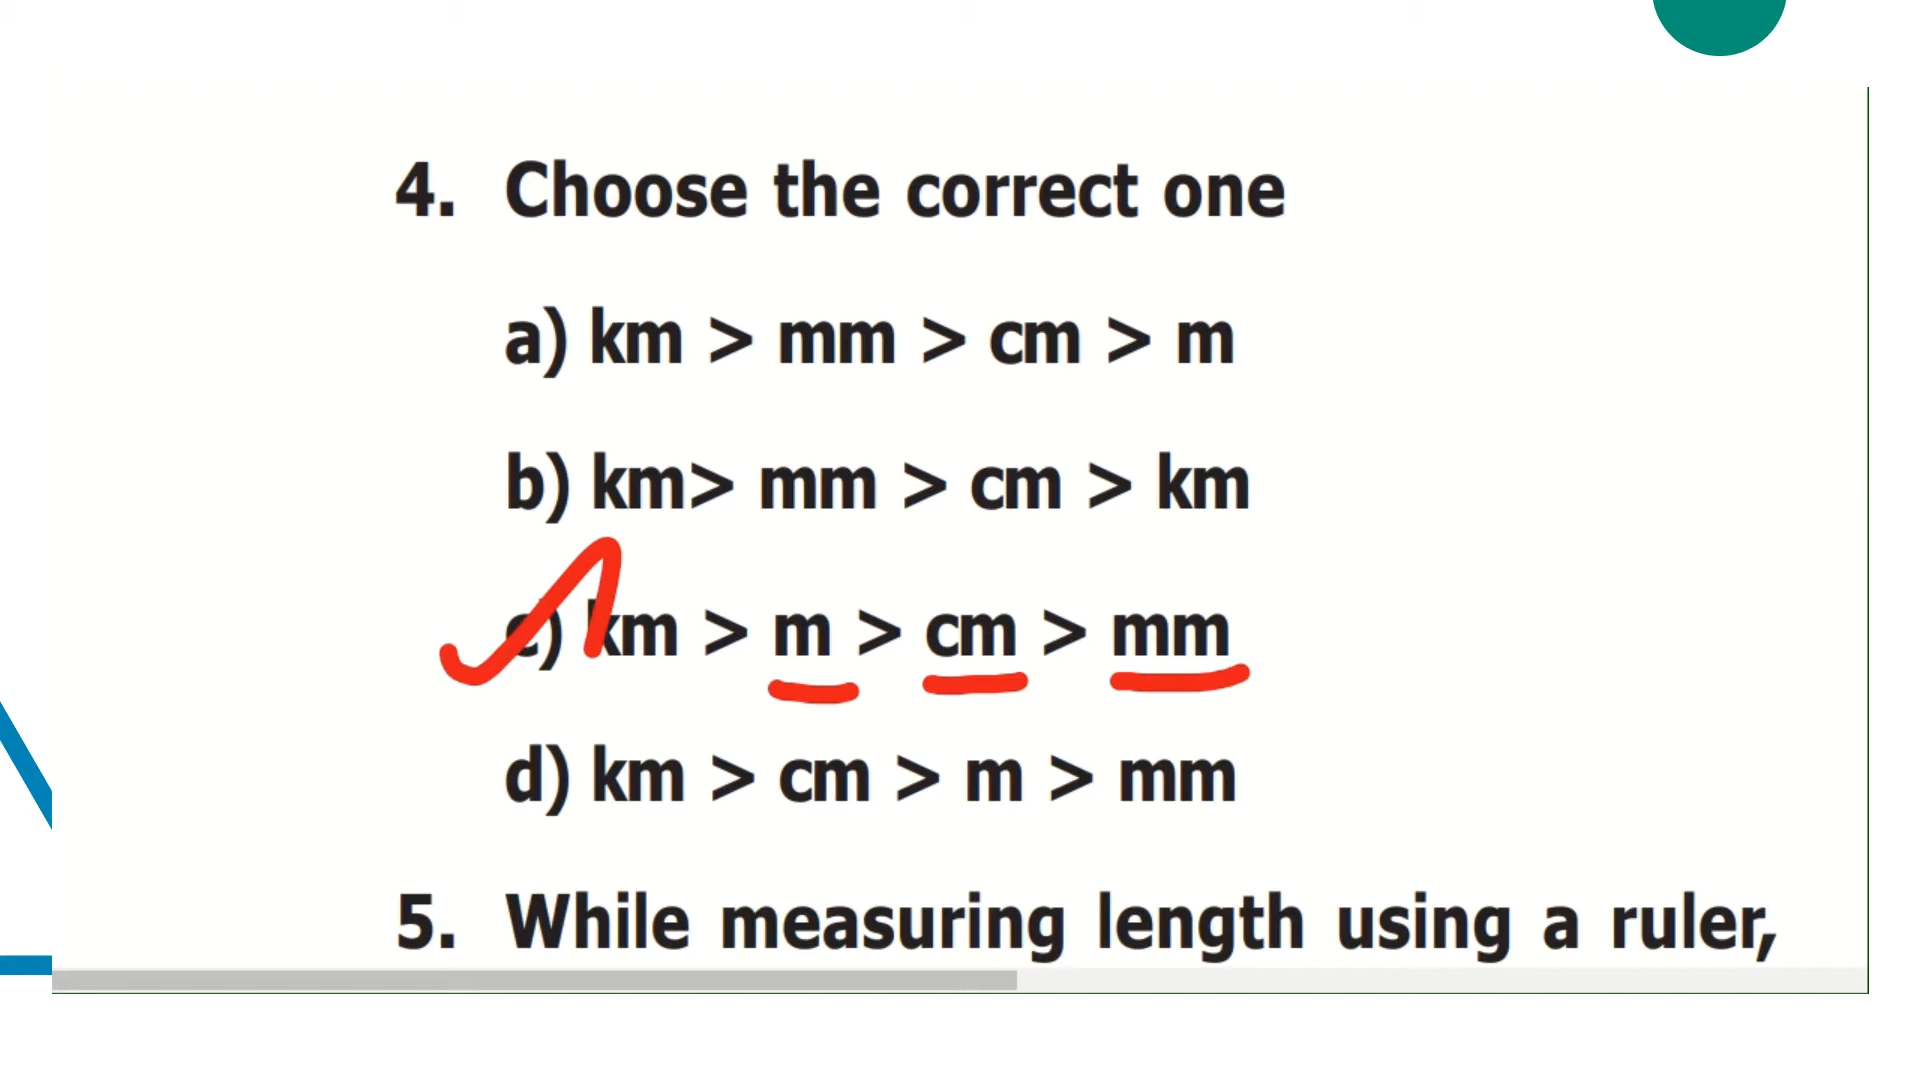 4. Choose the correct one
a) km > mm > cm > m
b) km> mm > cm > km
c) km > m > cm > mm
d) km > cm > m > mm
5. While measuring length using a ruler,